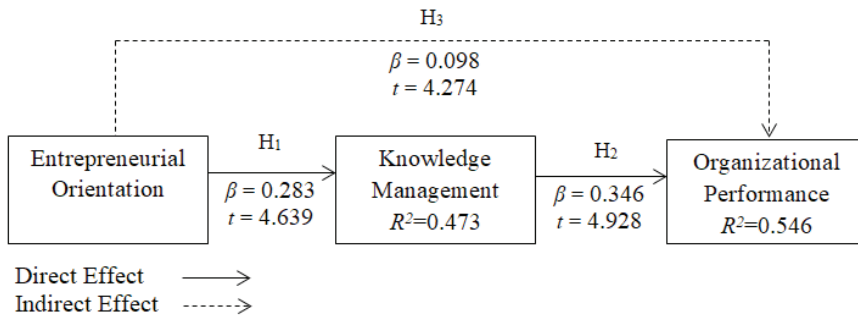 H₃
β = 0.098
t = 4.274
Entrepreneurial
Orientation
H₁
β = 0.283
t = 4.639
Knowledge
Management
R²=0.473
H₂
β = 0.346
t = 4.928
Organizational
Performance
R²=0.546
Direct Effect
Indirect Effect